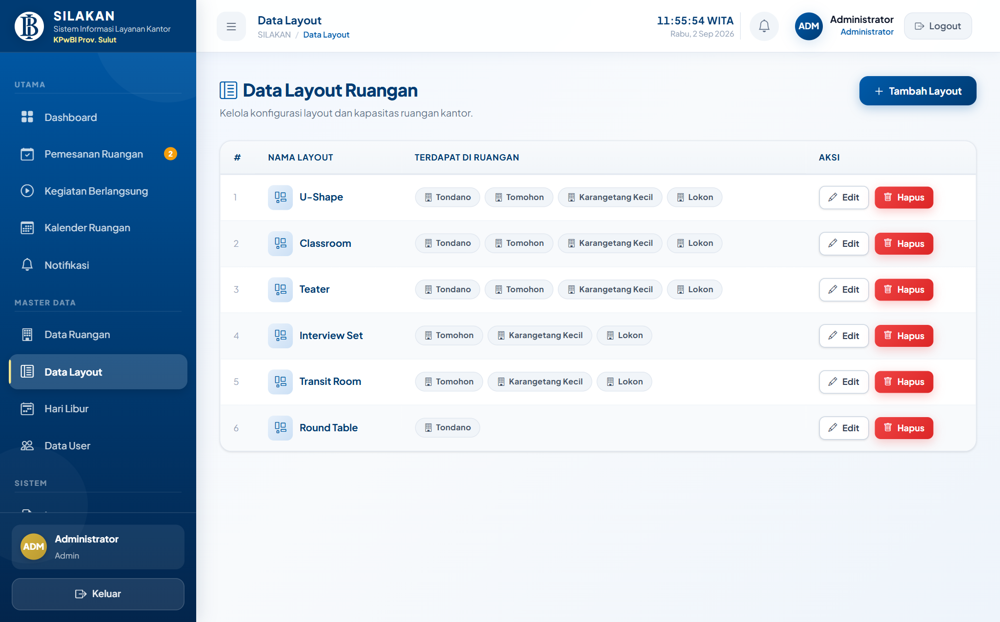 SILAKAN
Sistem Informasi Layanan Kantor
KPwBI Prov. Sulut
UTAMA
Dashboard
Pemesanan Ruangan 2
Kegiatan Berlangsung
Kalender Ruangan
Notifikasi
MASTER DATA
Data Ruangan
Data Layout
Hari Libur
Data User
SISTEM
ADM Administrator
Admin
Keluar
Data Layout
SILAKAN / Data Layout
11:55:54 WITA
Rabu, 2 Sep 2026
ADM
Administrator
Administrator
Logout
Data Layout Ruangan
Kelola konfigurasi layout dan kapasitas ruangan kantor.
+ Tambah Layout
# NAMA LAYOUT TERDAPAT DI RUANGAN AKSI
1 U-Shape Tondano Tomohon Karangetang Kecil Lokon Edit Hapus
2 Classroom Tondano Tomohon Karangetang Kecil Lokon Edit Hapus
3 Teater Tondano Tomohon Karangetang Kecil Lokon Edit Hapus
4 Interview Set Tomohon Karangetang Kecil Lokon Edit Hapus
5 Transit Room Tomohon Karangetang Kecil Lokon Edit Hapus
6 Round Table Tondano Edit Hapus